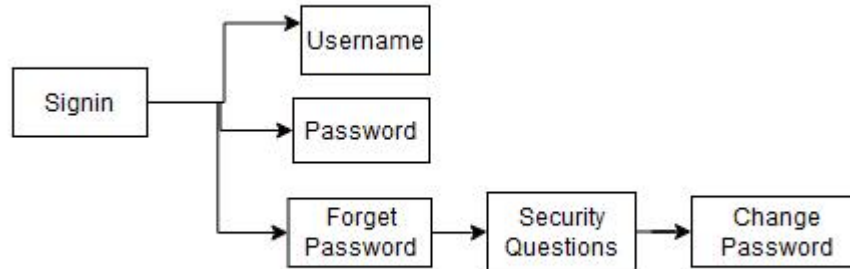 Username
Signin
Password
Forget
Password
Security
Questions
Change
Password